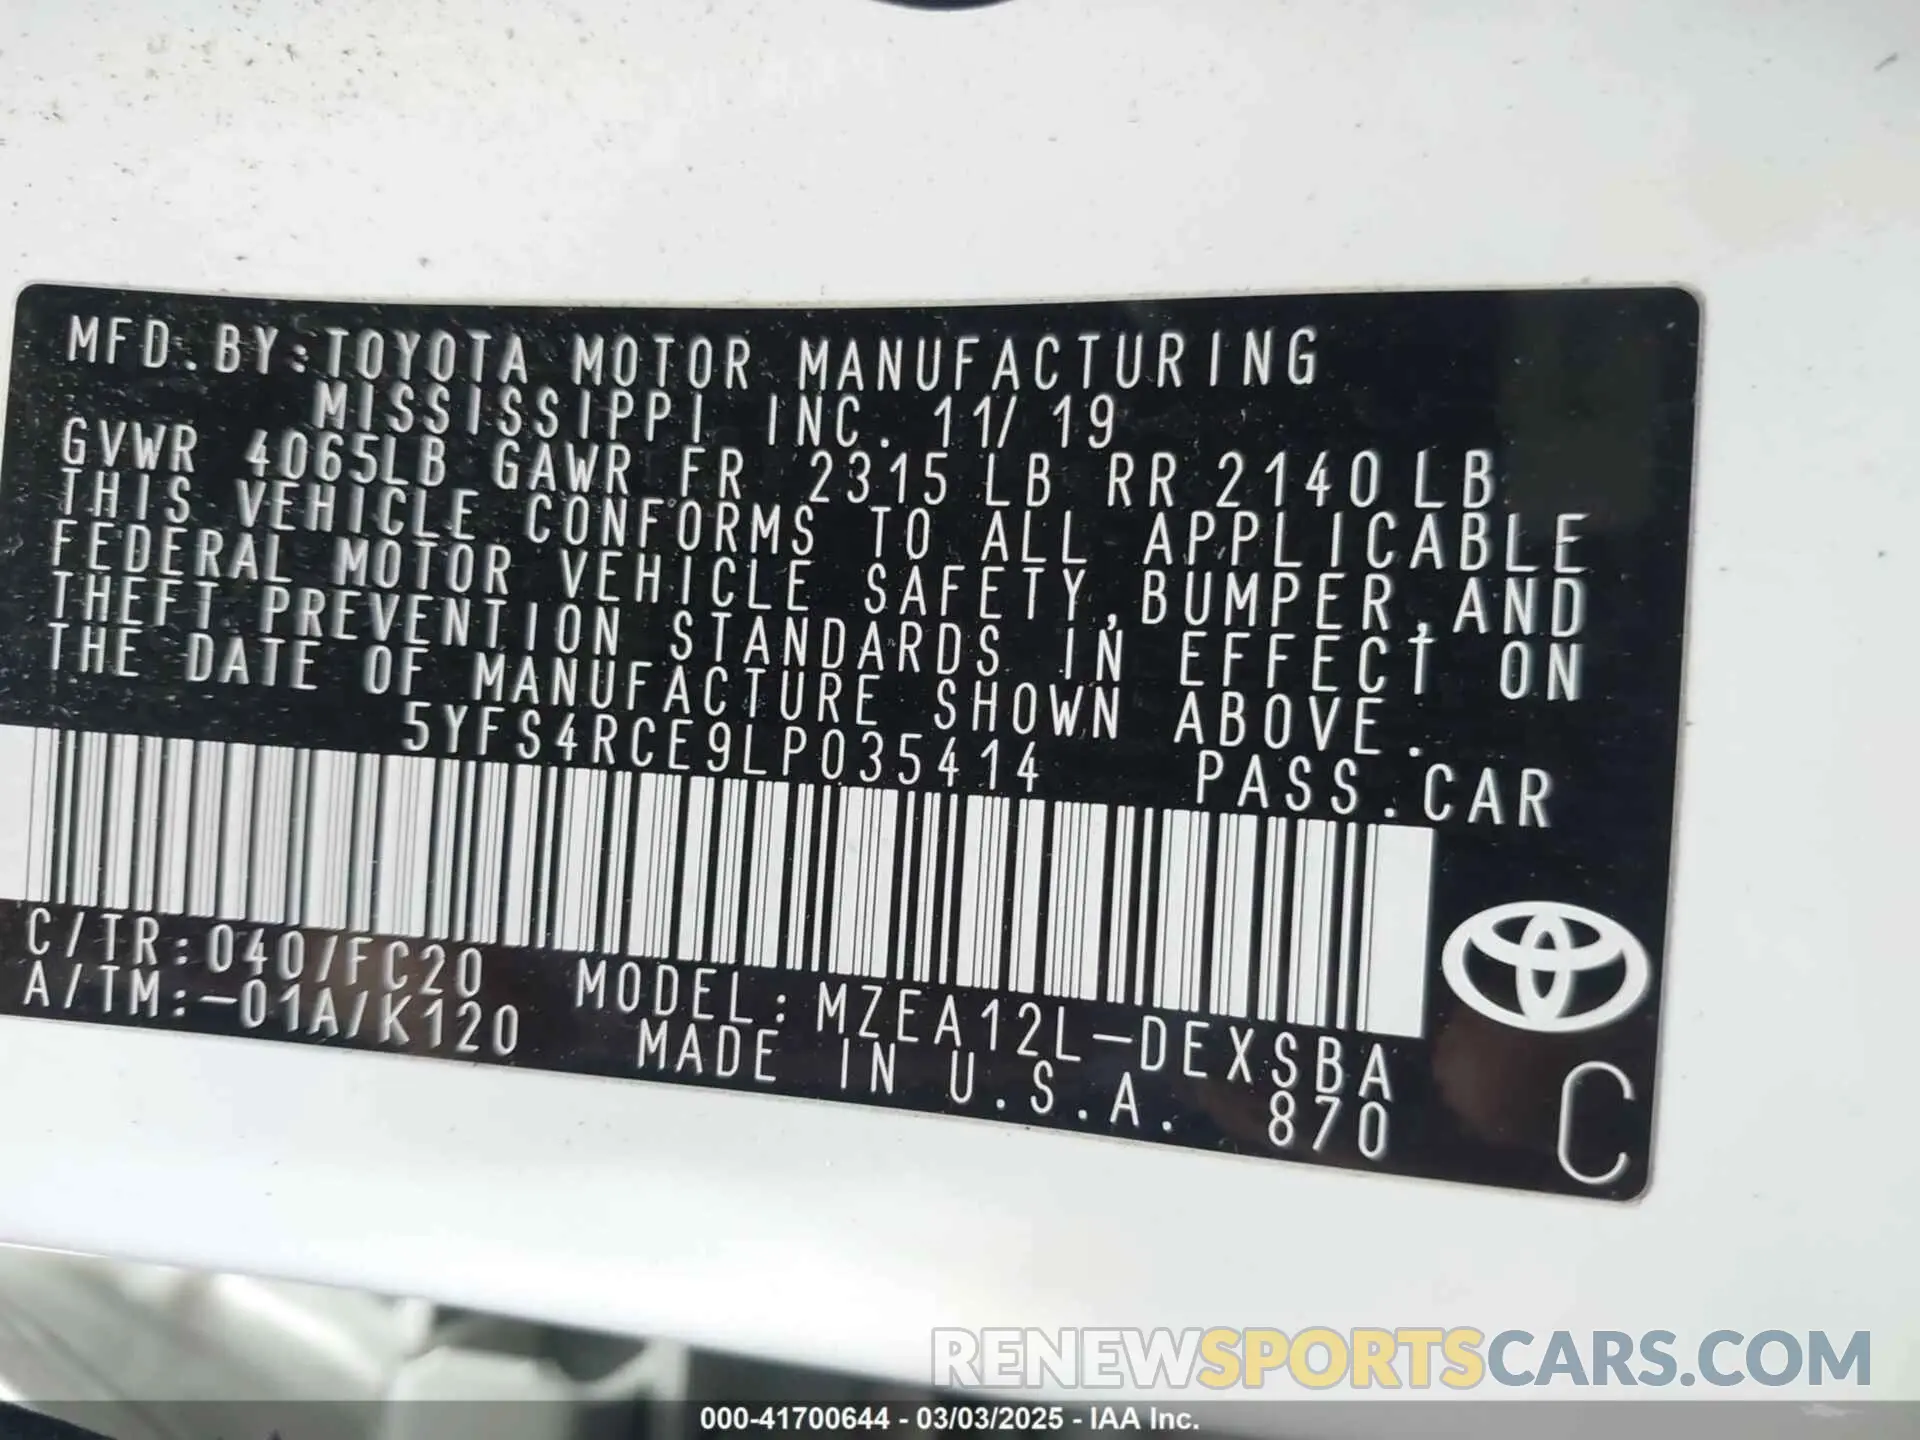 MFD.BY:TOYOTA MOTOR MANUFACTURING
MISSISSIPPI INC. 11/19
GVWR 4065LB GAWR FR 2315 LB RR 2140 LB
THIS VEHICLE CONFORMS TO ALL APPLICABLE
FEDERAL MOTOR VEHICLE SAFETY,BUMPER,AND
THEFT PREVENTION STANDARDS IN EFFECT ON
THE DATE OF MANUFACTURE SHOWN ABOVE.
5YFS4RCE9LP035414 PASS.CAR
C/TR:040/FC20 MODEL:MZEA12L-DEXSBA
A/TM:-01A/K120 MADE IN U.S.A. 870
C
RENEWSPORTSCARS.COM
000-41700644 - 03/03/2025 - IAA Inc.